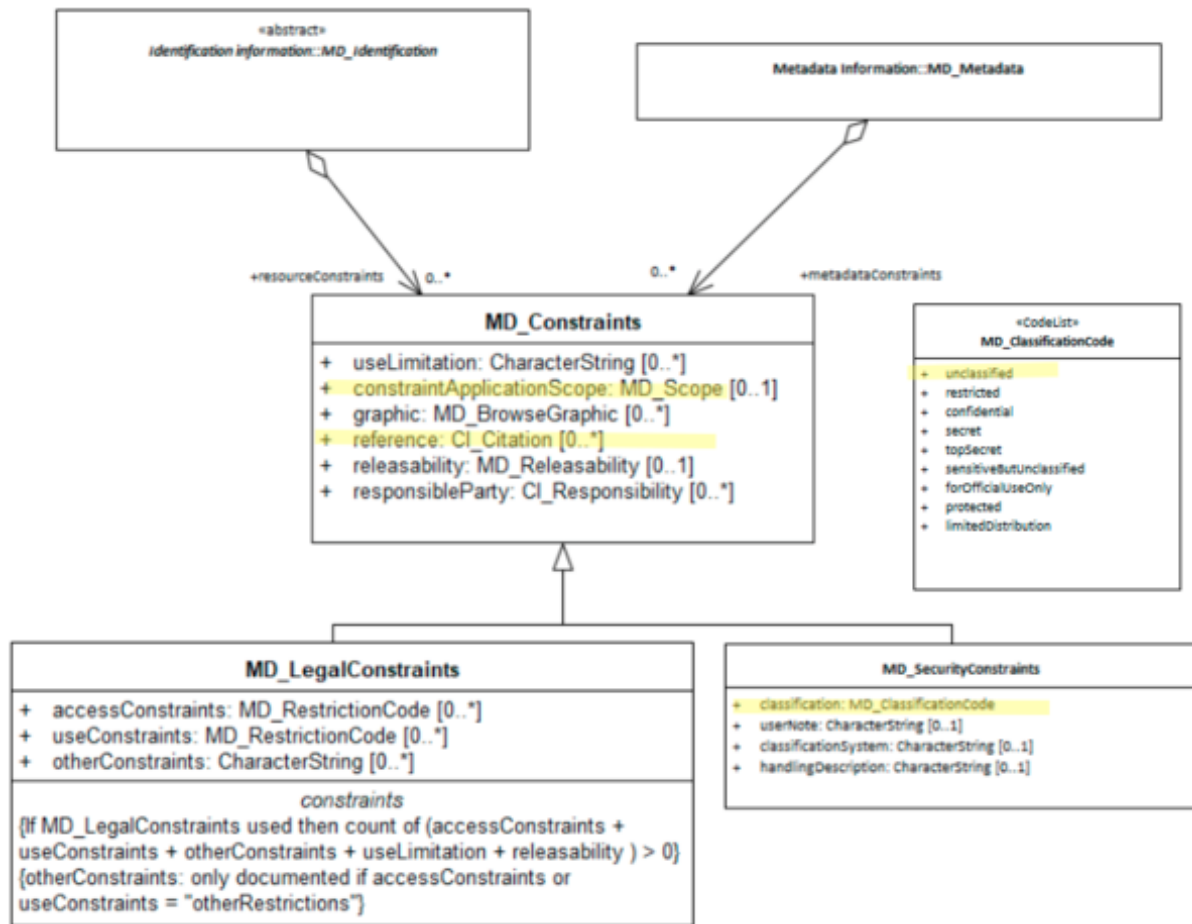 «abstract»
Identification information::MD_Identification
Metadata Information::MD_Metadata
+resourceConstraints
0..*
0..*
+metadataConstraints
MD_Constraints
+ useLimitation: CharacterString [0..*]
+ constraintApplicationScope: MD_Scope [0..1]
+ graphic: MD_BrowseGraphic [0..*]
+ reference: CI_Citation [0..*]
+ releasability: MD_Releasability [0..1]
+ responsibleParty: CI_Responsibility [0..*]
«CodeList»
MD_ClassificationCode
+ unclassified
+ restricted
+ confidential
+ secret
+ topSecret
+ sensitiveButUnclassified
+ forOfficialUseOnly
+ protected
+ limitedDistribution
MD_LegalConstraints
+ accessConstraints: MD_RestrictionCode [0..*]
+ useConstraints: MD_RestrictionCode [0..*]
+ otherConstraints: CharacterString [0..*]
constraints
{If MD_LegalConstraints used then count of (accessConstraints +
useConstraints + otherConstraints + useLimitation + releasability ) > 0}
{otherConstraints: only documented if accessConstraints or
useConstraints = "otherRestrictions"}
MD_SecurityConstraints
+ classification: MD_ClassificationCode
+ userNote: CharacterString [0..1]
+ classificationSystem: CharacterString [0..1]
+ handlingDescription: CharacterString [0..1]